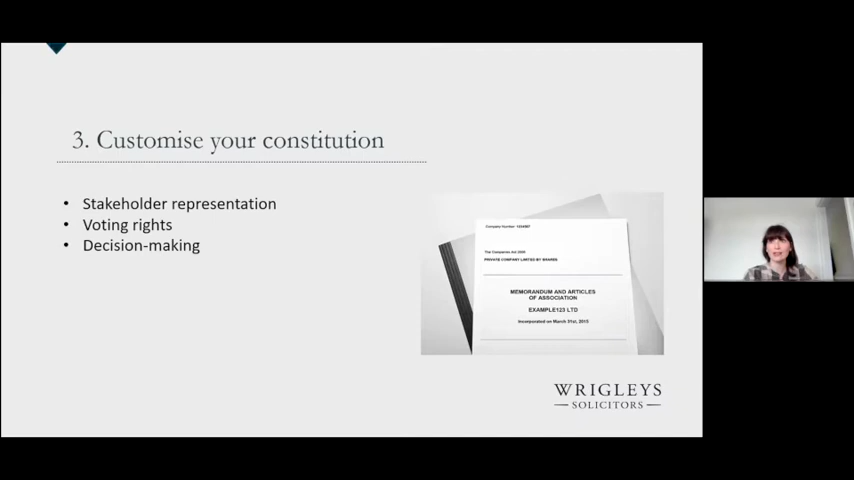 3. Customise your constitution
• Stakeholder representation
• Voting rights
• Decision-making
Company Number 1234567
The Companies Act 2006
PRIVATE COMPANY LIMITED BY SHARES
MEMORANDUM AND ARTICLES
OF ASSOCIATION
EXAMPLE123 LTD
Incorporated on March 31st, 2015
WRIGLEYS
SOLICITORS